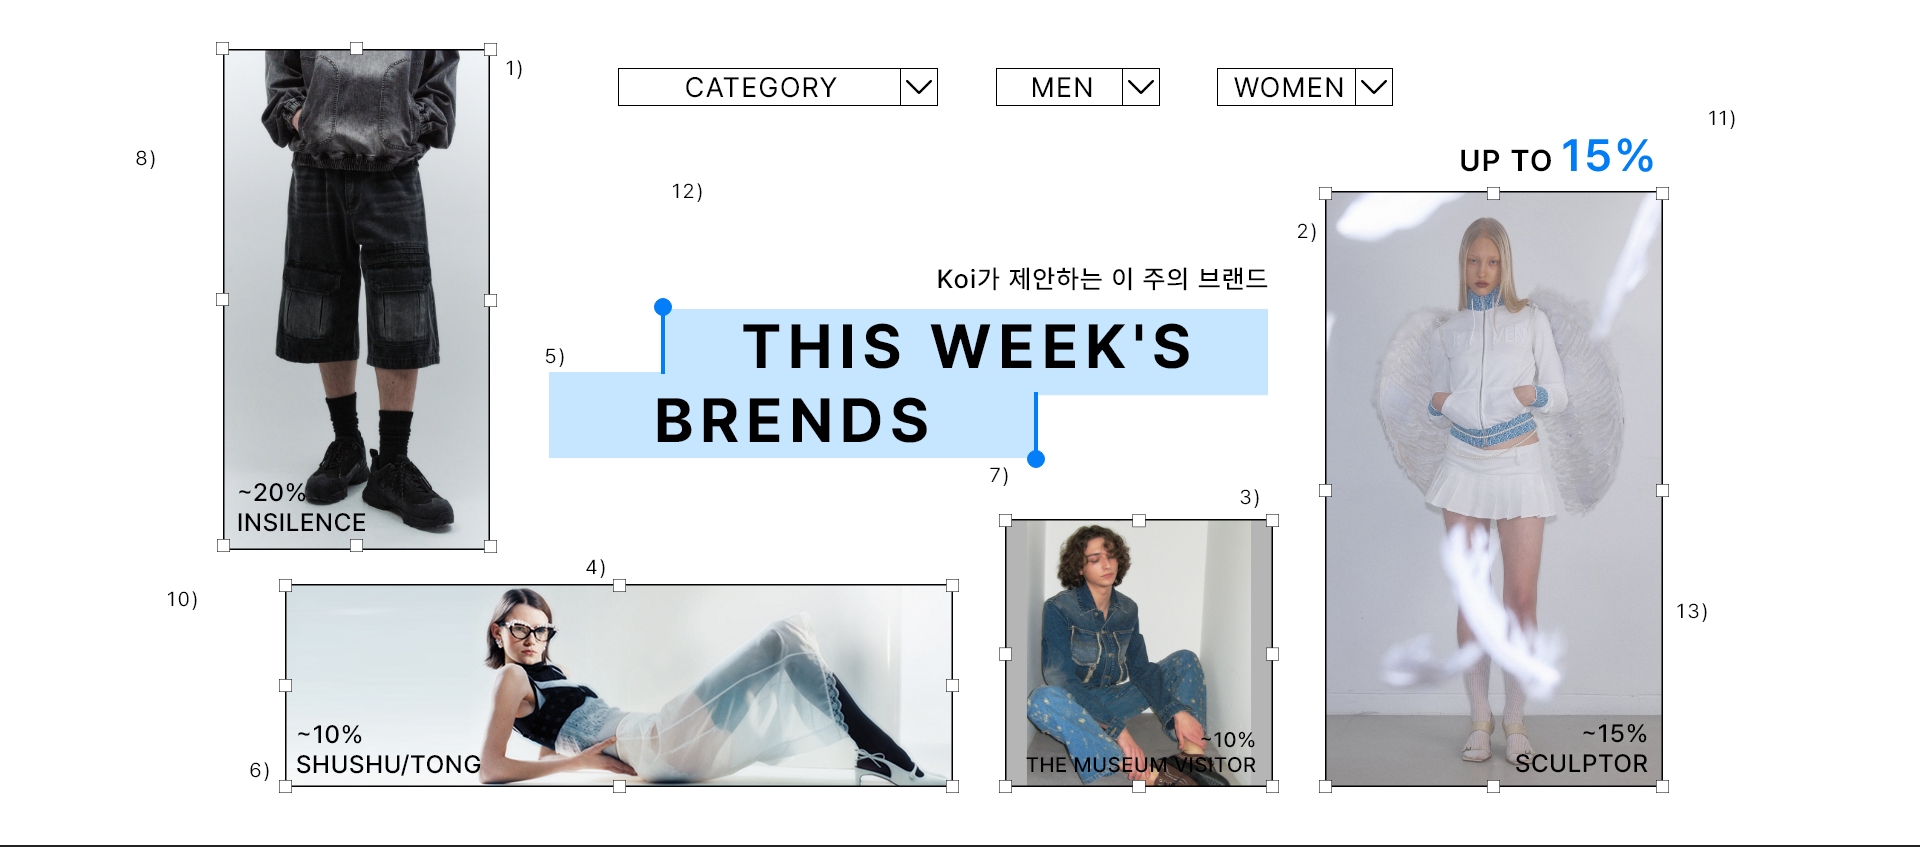 1)
CATEGORY
MEN
WOMEN
11)
UP TO 15%
8)
12)
2)
Koi가 제안하는 이 주의 브랜드
THIS WEEK'S
5)
BRENDS
7)
3)
~20%
INSILENCE
4)
10)
13)
~10%
SHUSHU/TONG
6)
~10%
THE MUSEUM VISITOR
~15%
SCULPTOR